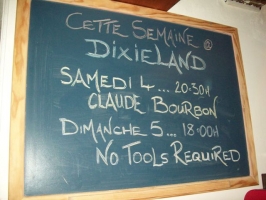 CETTE SEMAINE @
DIXIELAND
SAMEDI 4... 20:30H
CLAUDE BOURBON
DIMANCHE 5... 18:00H
NO TOOLS REQUIRED